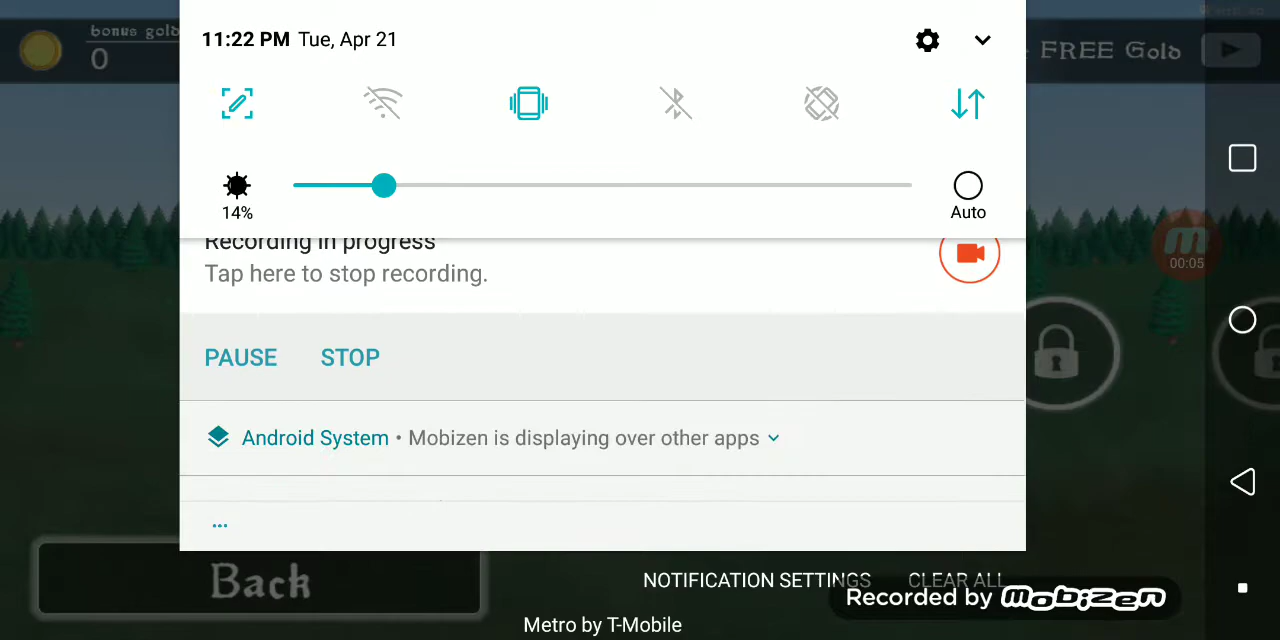 bonus gold
0
11:22 PM Tue, Apr 21
FREE Gold
14%
Auto
Recording in progress
Tap here to stop recording.
00:05
PAUSE STOP
Android System • Mobizen is displaying over other apps
...
Back
NOTIFICATION SETTINGS CLEAR ALL
Recorded by mobizen
Metro by T-Mobile